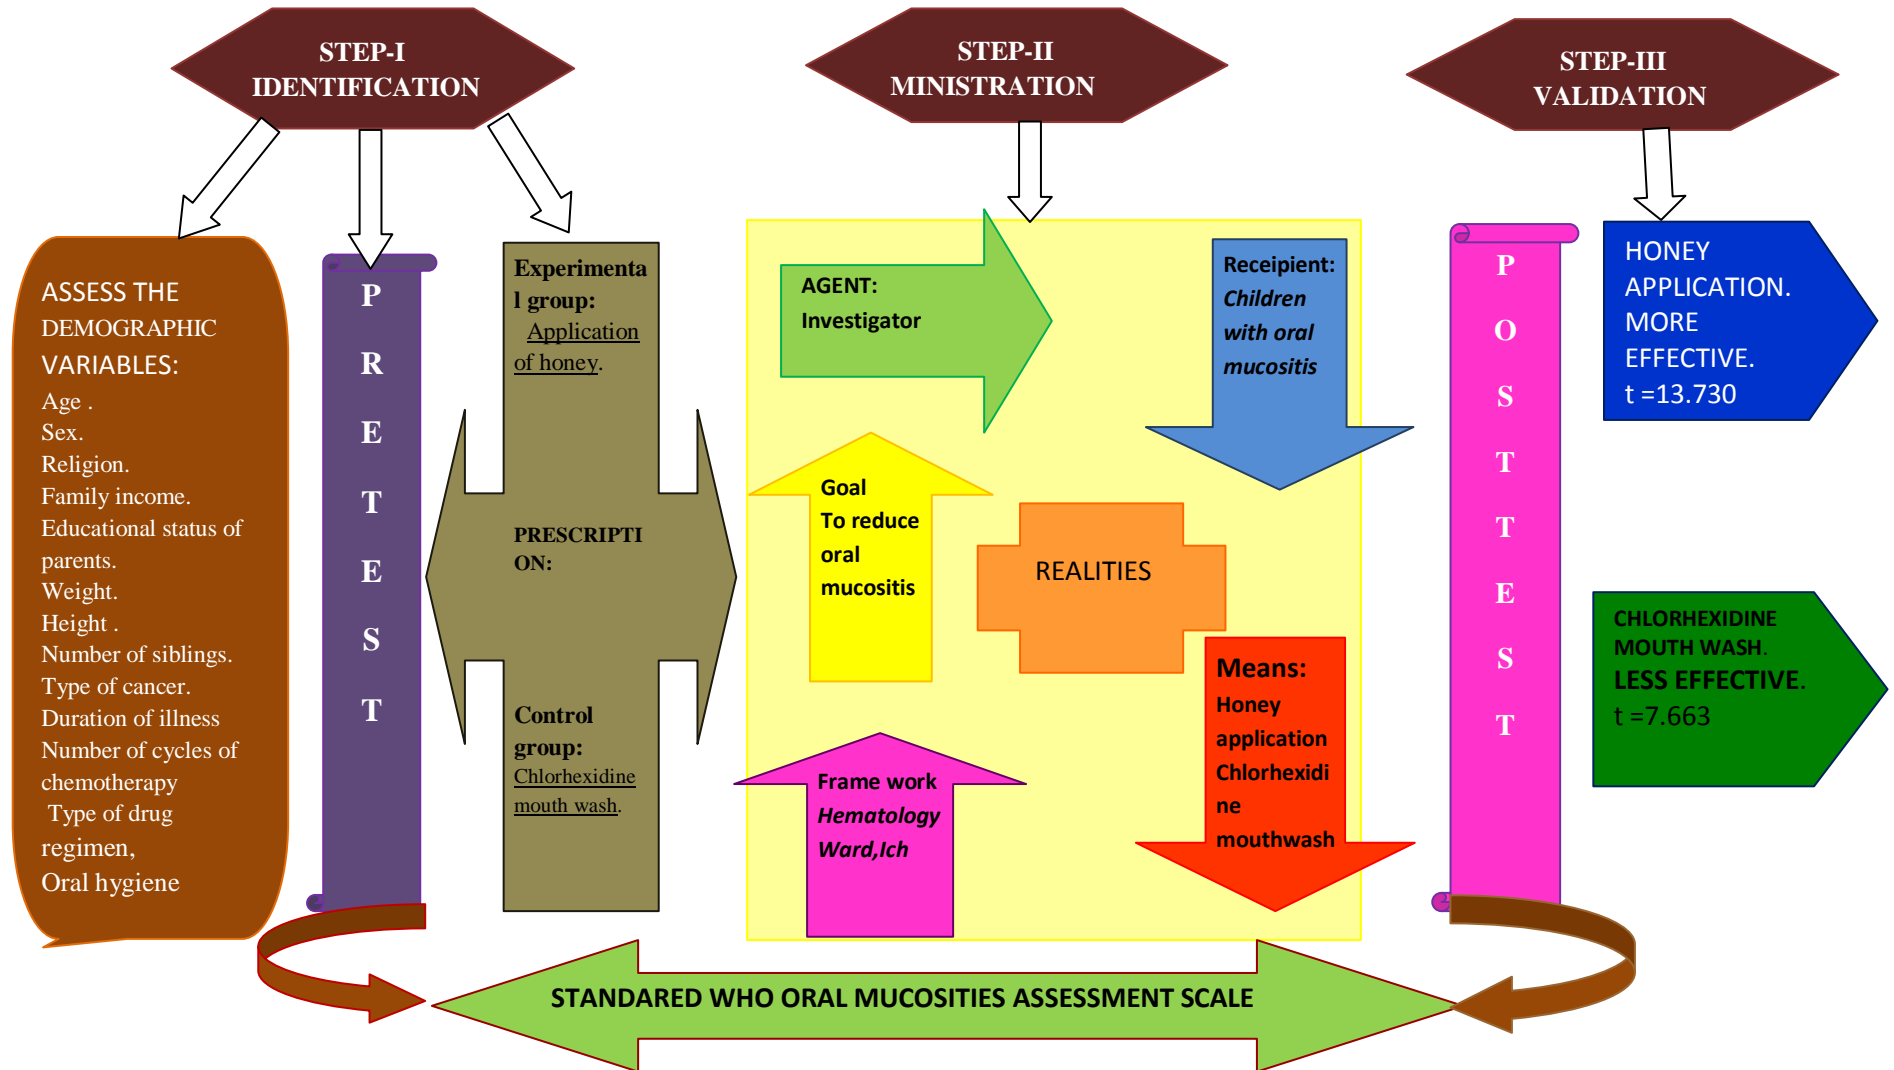 STEP-I
IDENTIFICATION
STEP-II
MINISTRATION
STEP-III
VALIDATION
ASSESS THE
DEMOGRAPHIC
VARIABLES:
Age .
Sex.
Religion.
Family income.
Educational status of
parents.
Weight.
Height .
Number of siblings.
Type of cancer.
Duration of illness
Number of cycles of
chemotherapy
Type of drug
regimen,
Oral hygiene
P
R
E
T
E
S
T
Experimenta
l group:
Application
of honey.
PRESCRIPTI
ON:
Control
group:
Chlorhexidine
mouth wash.
AGENT:
Investigator
Receipient:
Children
with oral
mucositis
Goal
To reduce
oral
mucositis
REALITIES
Frame work
Hematology
Ward,Ich
Means:
Honey
application
Chlorhexidi
ne
mouthwash
P
O
S
T
T
E
S
T
HONEY
APPLICATION.
MORE
EFFECTIVE.
t =13.730
CHLORHEXIDINE
MOUTH WASH.
LESS EFFECTIVE.
t =7.663
STANDARED WHO ORAL MUCOSITIES ASSESSMENT SCALE